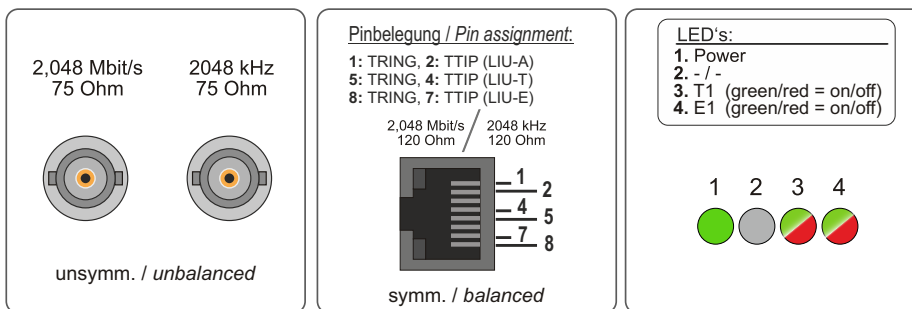 2,048 Mbit/s
75 Ohm
2048 kHz
75 Ohm
unsymm. / unbalanced
Pinbelegung / Pin assignment:
1: TRING, 2: TTIP (LIU-A)
5: TRING, 4: TTIP (LIU-T)
8: TRING, 7: TTIP (LIU-E)
2,048 Mbit/s
120 Ohm
/
2048 kHz
120 Ohm
1
2
4
5
7
8
symm. / balanced
LED‘s:
1. Power
2. - / -
3. T1 (green/red = on/off)
4. E1 (green/red = on/off)
1 2 3 4